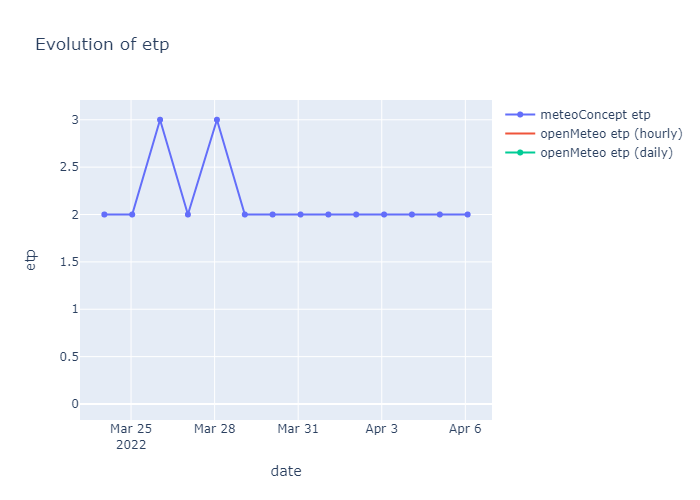 Evolution of etp
meteoConcept etp
openMeteo etp (hourly)
openMeteo etp (daily)
3
2.5
2
1.5
1
0.5
0
etp
Mar 25
2022
Mar 28
Mar 31
Apr 3
Apr 6
date